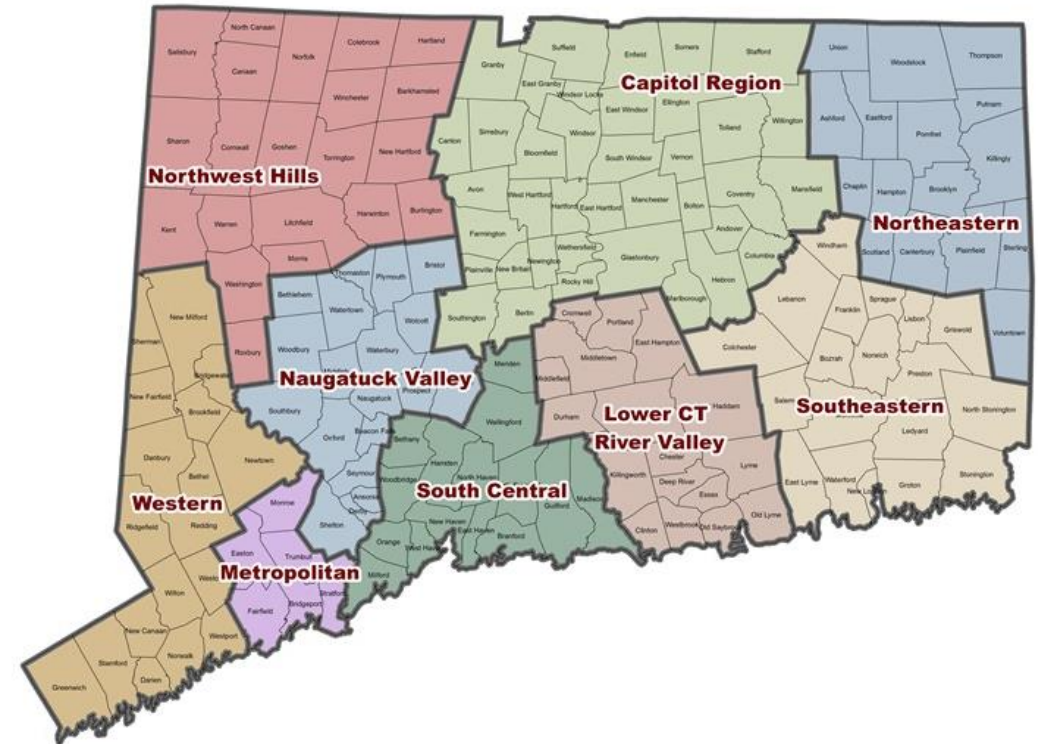 North Canaan
Colebrook
Hartland
Salisbury
Norfolk
Canaan
Winchester
Barkhamsted
Sharon
Cornwall
Goshen
Torrington
New Hartford
Northwest Hills
Kent
Warren
Litchfield
Harwinton
Burlington
Morris
Washington
Roxbury
Suffield
Enfield
Somers
Stafford
Granby
East Granby
Windsor Locks
Capitol Region
East Windsor
Ellington
Willington
Canton
Simsbury
Windsor
Tolland
Bloomfield
South Windsor
Vernon
Avon
West Hartford
Hartford
East Hartford
Manchester
Bolton
Coventry
Mansfield
Farmington
Wethersfield
Andover
Newington
Glastonbury
Columbia
Plainville
New Britain
Rocky Hill
Hebron
Marlborough
Southington
Berlin
Union
Woodstock
Thompson
Putnam
Ashford
Eastford
Pomfret
Killingly
Chaplin
Hampton
Brooklyn
Northeastern
Scotland
Canterbury
Plainfield
Sterling
Voluntown
Thomaston
Plymouth
Bristol
Bethlehem
Watertown
Wolcott
Woodbury
Waterbury
Naugatuck Valley
Prospect
Naugatuck
Southbury
Oxford
Beacon Falls
Seymour
Ansonia
Derby
Shelton
New Milford
Sherman
Bridgewater
New Fairfield
Brookfield
Danbury
Newtown
Bethel
Western
Ridgefield
Redding
Weston
Wilton
New Canaan
Westport
Stamford
Norwalk
Greenwich
Darien
Monroe
Easton
Trumbull
Metropolitan
Fairfield
Bridgeport
Stratford
Meriden
Wallingford
Bethany
Hamden
Woodbridge
North Haven
South Central
Guilford
Madison
New Haven
East Haven
Branford
Orange
West Haven
Milford
Cromwell
Portland
East Hampton
Middletown
Middlefield
Durham
Haddam
Lower CT
River Valley
Chester
Killingworth
Deep River
Lyme
Essex
Clinton
Westbrook
Old Saybrook
Old Lyme
Windham
Lebanon
Franklin
Sprague
Lisbon
Griswold
Colchester
Bozrah
Norwich
Preston
Salem
Southeastern
North Stonington
Ledyard
East Lyme
Waterford
New London
Groton
Stonington